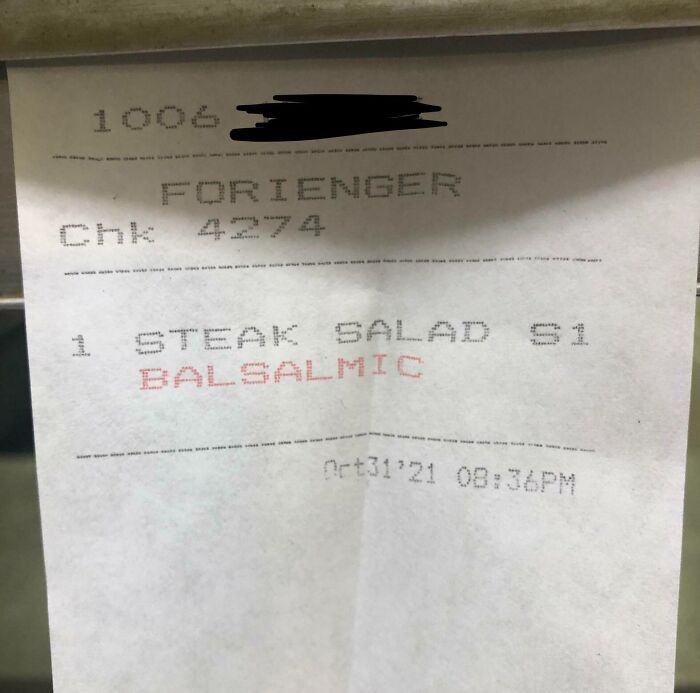 1006
FORIENGER
Chk 4274
1 STEAK SALAD S1
BALSALMIC
Oct31'21 08:36PM